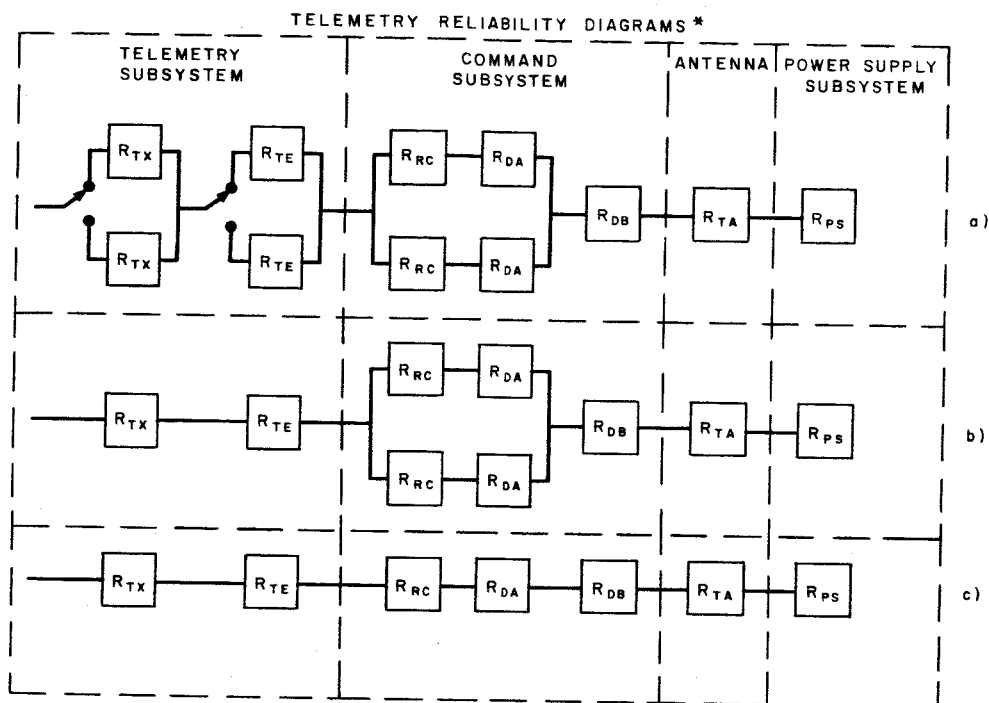 TELEMETRY RELIABILITY DIAGRAMS*
TELEMETRY SUBSYSTEM
COMMAND SUBSYSTEM
ANTENNA
POWER SUPPLY SUBSYSTEM
RTX RTE RRC RDA
RDB RTA RPS a)
RTX RTE RRC RDA
RRC RDA
RTX RTE RDB RTA RPS b)
RRC RDA
RTX RTE RRC RDA RDB RTA RPS c)